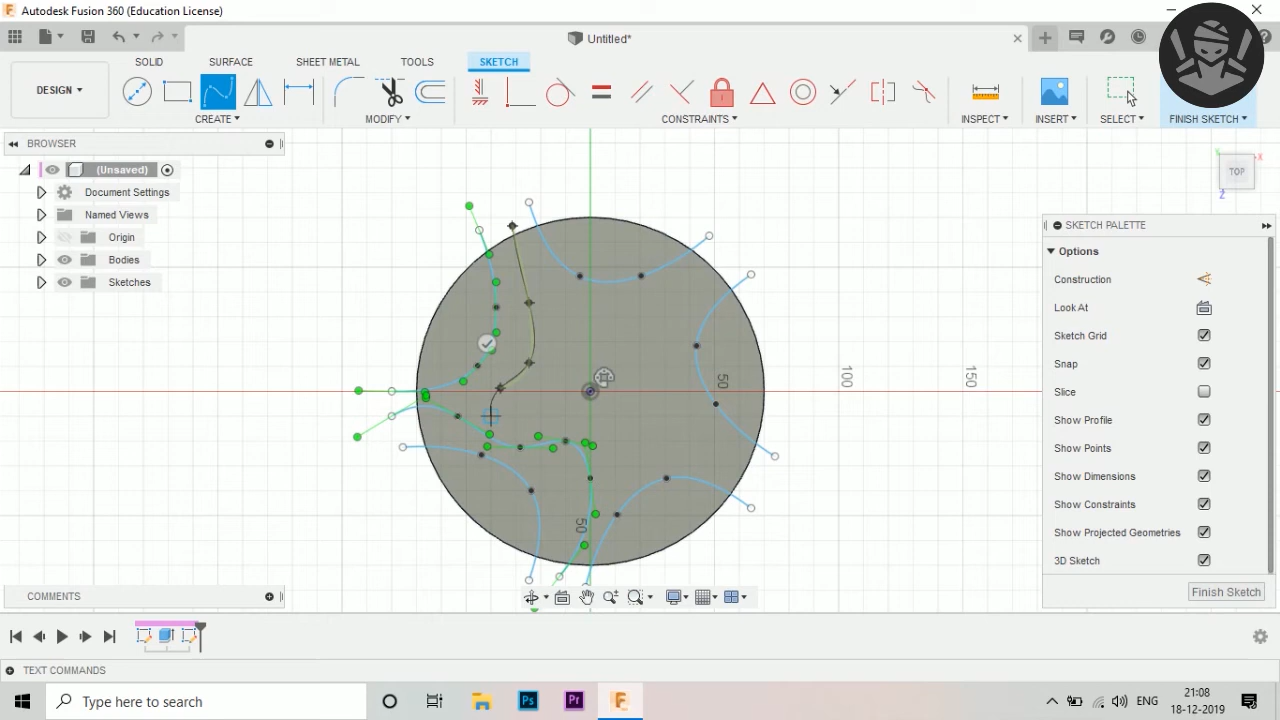 Autodesk Fusion 360 (Education License)
Untitled*
SOLID SURFACE SHEET METAL TOOLS SKETCH
DESIGN
CREATE MODIFY CONSTRAINTS INSPECT INSERT SELECT FINISH SKETCH
BROWSER
(Unsaved)
Document Settings
Named Views
Origin
Bodies
Sketches
TOP
Y
X
Z
50
100
150
50
SKETCH PALETTE
Options
Construction
Look At
Sketch Grid
Snap
Slice
Show Profile
Show Points
Show Dimensions
Show Constraints
Show Projected Geometries
3D Sketch
Finish Sketch
COMMENTS
TEXT COMMANDS
Type here to search
Ps
Pr
F
ENG
21:08
18-12-2019